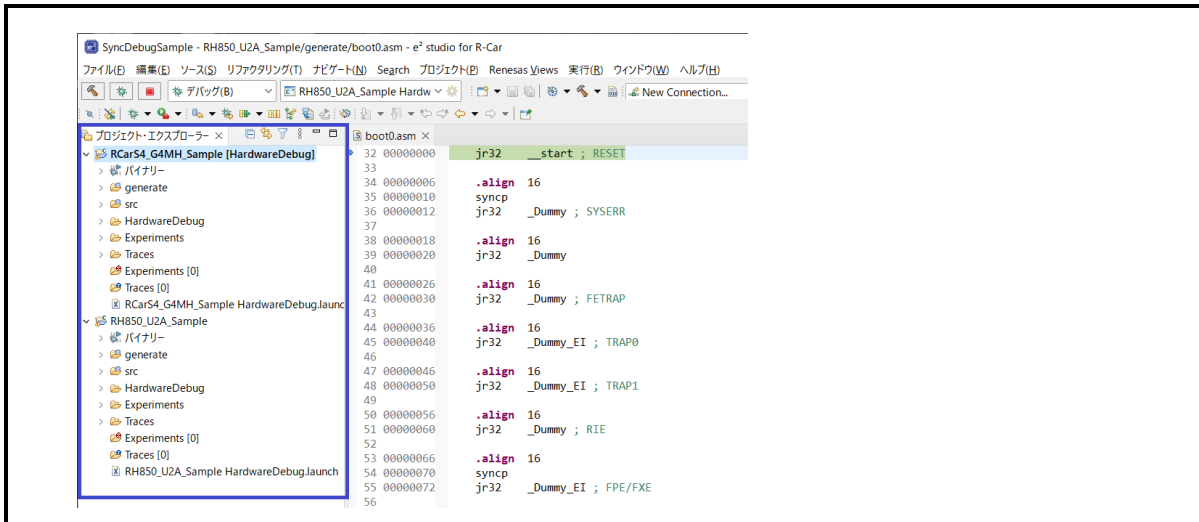 SyncDebugSample - RH850_U2A_Sample/generate/boot0.asm - e² studio for R-Car
ファイル(F) 編集(E) ソース(S) リファクタリング(T) ナビゲート(N) Search プロジェクト(P) Renesas Views 実行(R) ウィンドウ(W) ヘルプ(H)
デバッグ(B) RH850_U2A_Sample Hardw New Connection...
プロジェクト・エクスプローラー
RCarS4_G4MH_Sample [HardwareDebug]
バイナリー
generate
src
HardwareDebug
Experiments
Traces
Experiments [0]
Traces [0]
RCarS4_G4MH_Sample HardwareDebug.launc
RH850_U2A_Sample
バイナリー
generate
src
HardwareDebug
Experiments
Traces
Experiments [0]
Traces [0]
RH850_U2A_Sample HardwareDebug.launch
boot0.asm
32 00000000 jr32 __start ; RESET
33
34 00000006 .align 16
35 00000010 syncp
36 00000012 jr32 _Dummy ; SYSERR
37
38 00000018 .align 16
39 00000020 jr32 _Dummy
40
41 00000026 .align 16
42 00000030 jr32 _Dummy ; FETRAP
43
44 00000036 .align 16
45 00000040 jr32 _Dummy_EI ; TRAP0
46
47 00000046 .align 16
48 00000050 jr32 _Dummy_EI ; TRAP1
49
50 00000056 .align 16
51 00000060 jr32 _Dummy ; RIE
52
53 00000066 .align 16
54 00000070 syncp
55 00000072 jr32 _Dummy_EI ; FPE/FXE
56